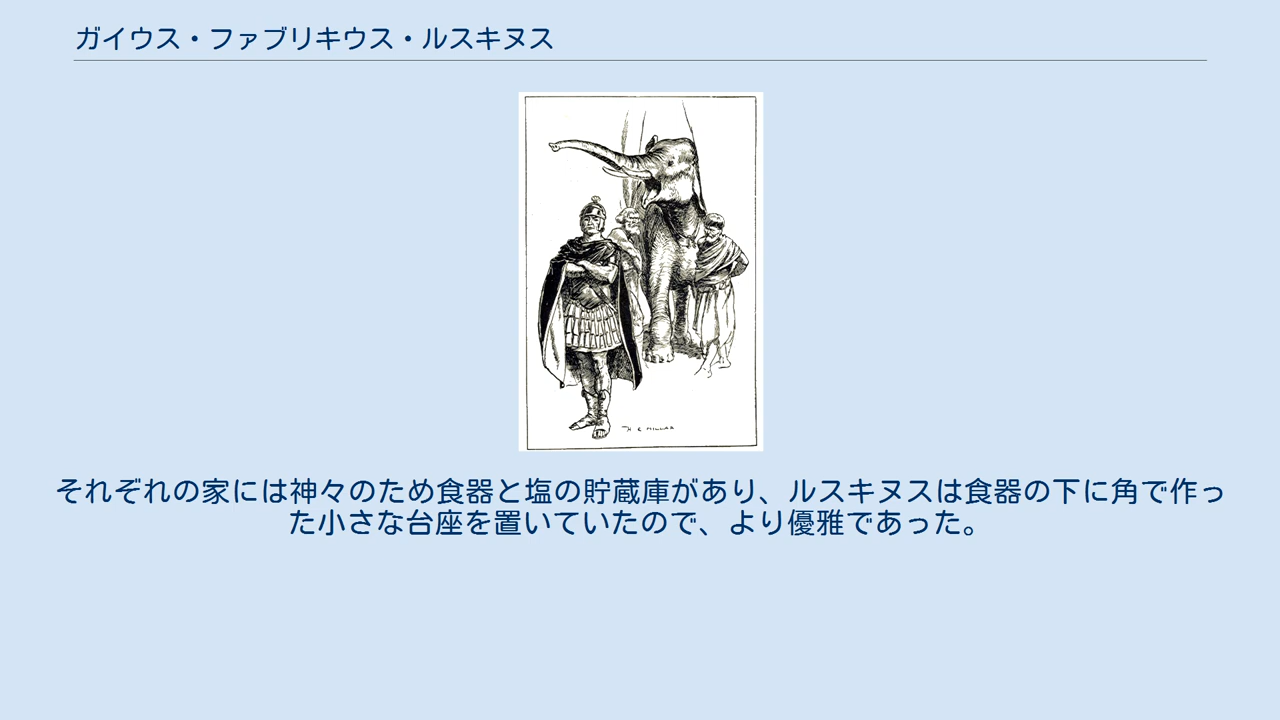 ガイウス・ファブリキウス・ルスキヌス
H R MILLAR
それぞれの家には神々のため食器と塩の貯蔵庫があり、ルスキヌスは食器の下に角で作っ
た小さな台座を置いていたので、より優雅であった。